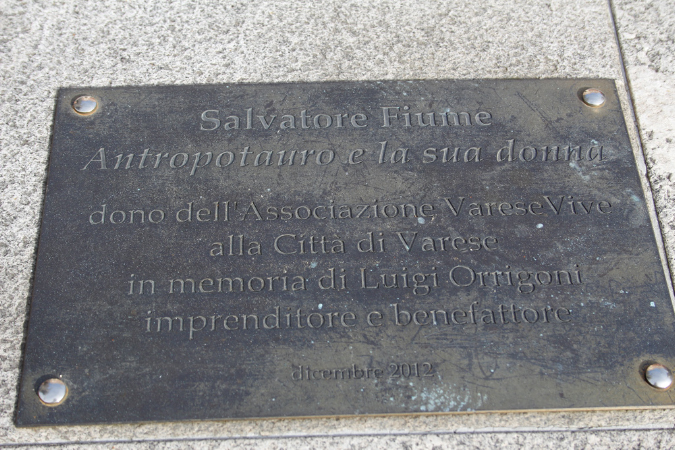 Salvatore Fiume
Antropotauro e la sua donna
dono dell'Associazione VareseVive
alla Città di Varese
in memoria di Luigi Orrigoni
imprenditore e benefattore
dicembre 2012